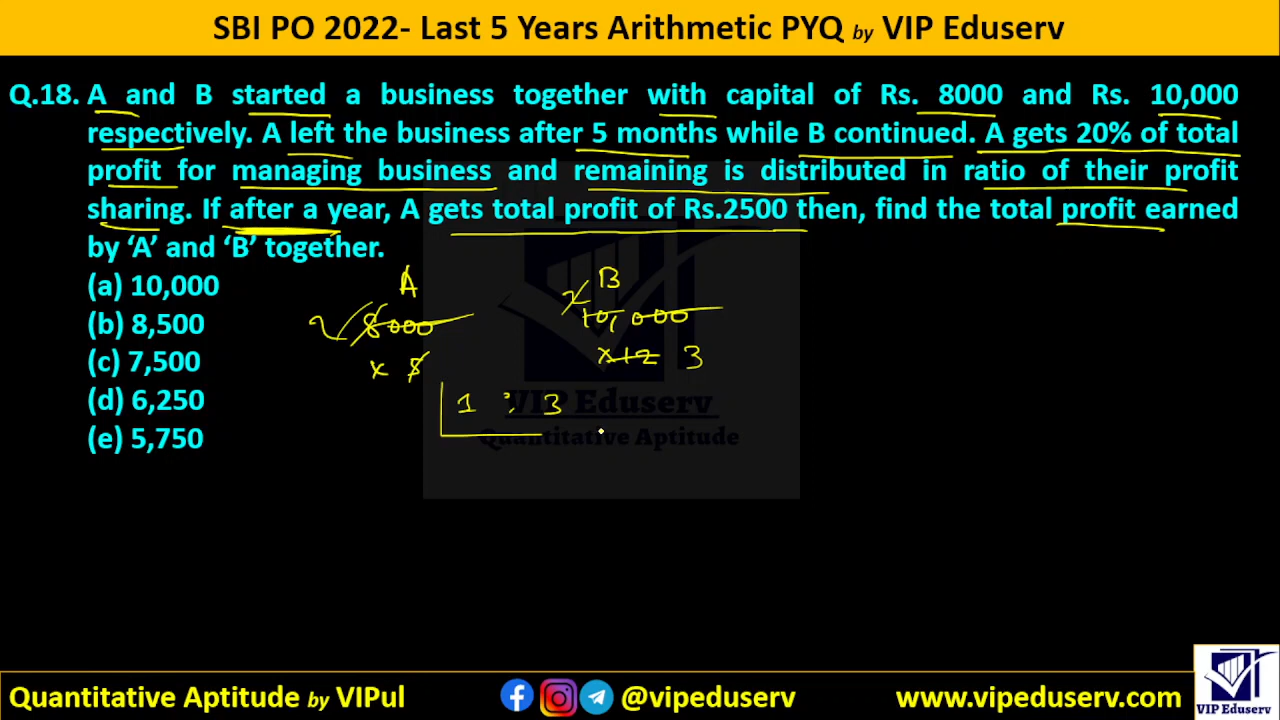 SBI PO 2022- Last 5 Years Arithmetic PYQ by VIP Eduserv
Q.18. A and B started a business together with capital of Rs. 8000 and Rs. 10,000
respectively. A left the business after 5 months while B continued. A gets 20% of total
profit for managing business and remaining is distributed in ratio of their profit
sharing. If after a year, A gets total profit of Rs.2500 then, find the total profit earned
by ‘A’ and ‘B’ together.
(a) 10,000
(b) 8,500
(c) 7,500
(d) 6,250
(e) 5,750
A B
2 8000 2 10,000
x 5 x12 3
1 : 3
VIP Eduserv
Quantitative Aptitude
Quantitative Aptitude by VIPul
@vipeduserv
www.vipeduserv.com
VIP Eduserv